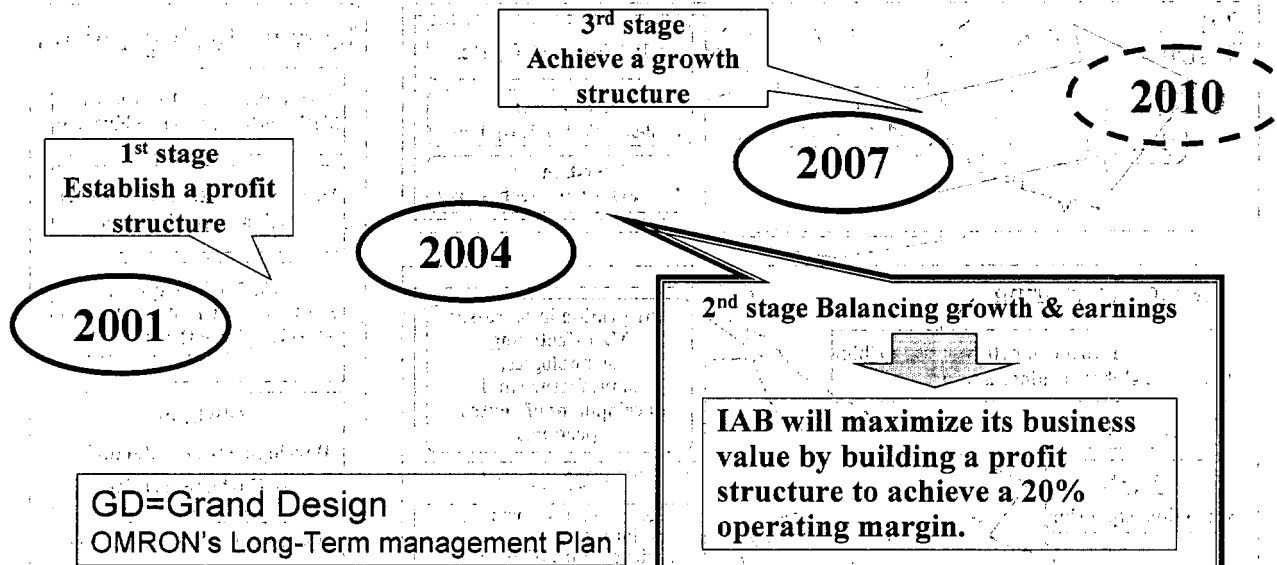 3rd stage
Achieve a growth
structure
2010
1st stage
Establish a profit
structure
2007
2004
2001
2nd stage Balancing growth & earnings
IAB will maximize its business
value by building a profit
structure to achieve a 20%
operating margin.
GD=Grand Design
OMRON's Long-Term management Plan